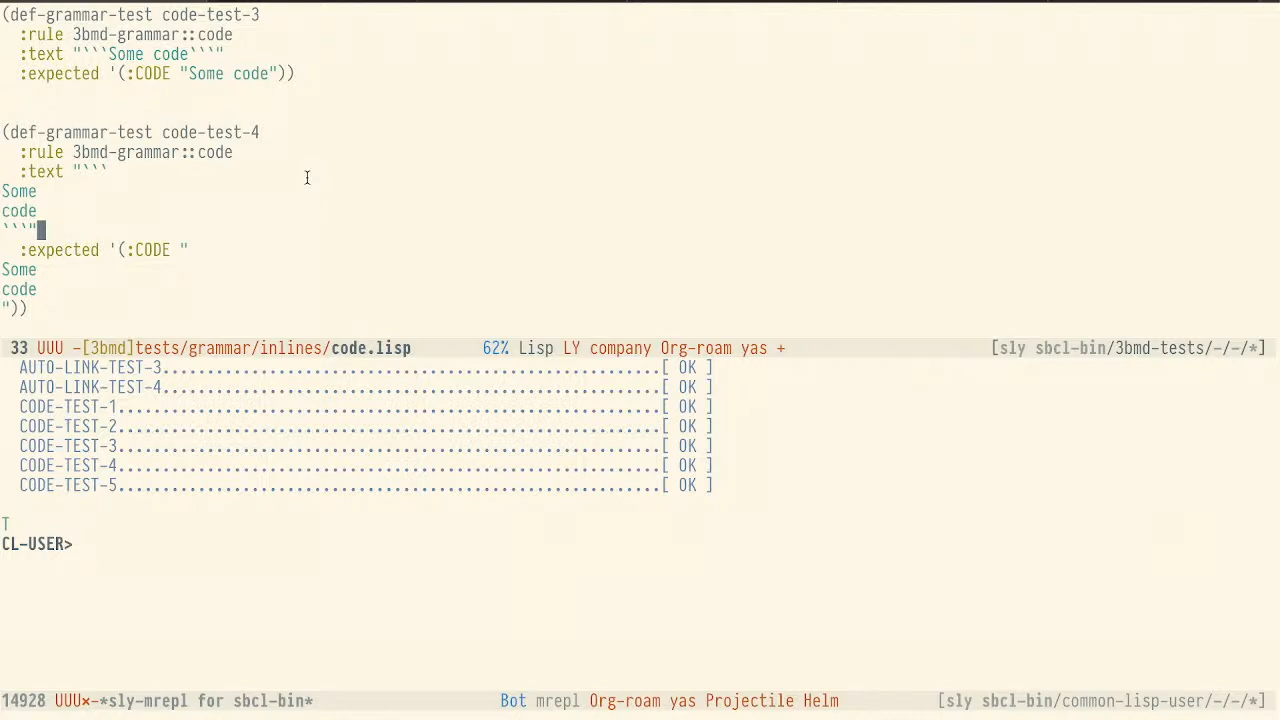 (def-grammar-test code-test-3
  :rule 3bmd-grammar::code
  :text "```Some code```"
  :expected '(:CODE "Some code"))
(def-grammar-test code-test-4
  :rule 3bmd-grammar::code
  :text "```
Some
code
```"
  :expected '(:CODE "
Some
code
"))
33 UUU -[3bmd]tests/grammar/inlines/code.lisp 62% Lisp LY company Org-roam yas + [sly sbcl-bin/3bmd-tests/-/-/*]
  AUTO-LINK-TEST-3............................................................[ OK ]
  AUTO-LINK-TEST-4............................................................[ OK ]
  CODE-TEST-1.................................................................[ OK ]
  CODE-TEST-2.................................................................[ OK ]
  CODE-TEST-3.................................................................[ OK ]
  CODE-TEST-4.................................................................[ OK ]
  CODE-TEST-5.................................................................[ OK ]
T
CL-USER>
14928 UUU×-*sly-mrepl for sbcl-bin* Bot mrepl Org-roam yas Projectile Helm [sly sbcl-bin/common-lisp-user/-/-/*]